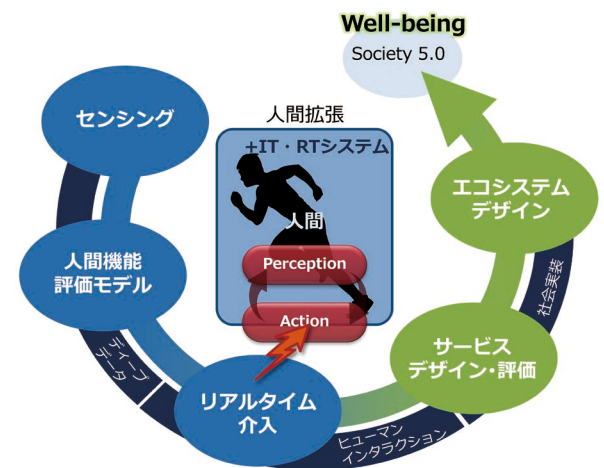 Well-being
Society 5.0
人間拡張
+IT・RTシステム
人間
Perception
Action
センシング
人間機能
評価モデル
ディープ
データ
リアルタイム
介入
ヒューマン
インタラクション
サービス
デザイン・評価
社会実装
エコシステム
デザイン